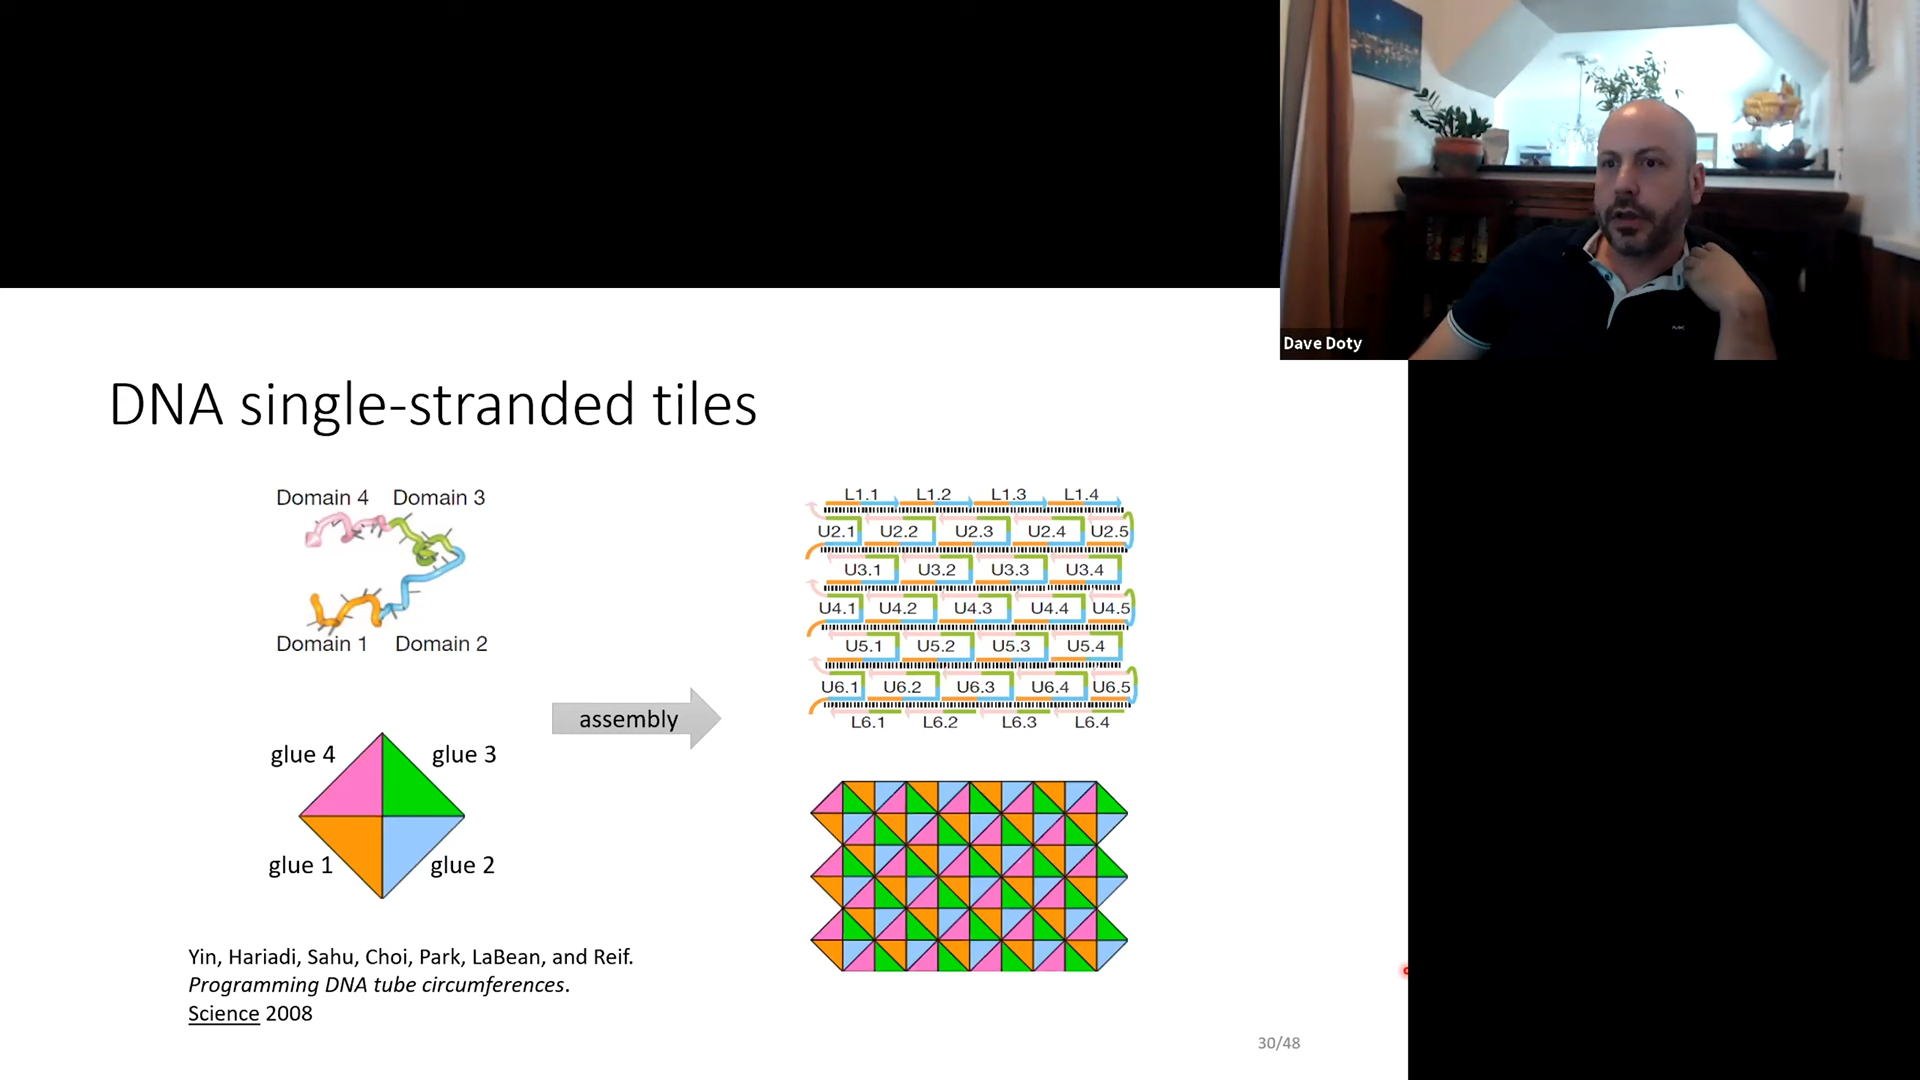 Dave Doty
DNA single-stranded tiles
Domain 4 Domain 3
Domain 1 Domain 2
glue 4 glue 3
glue 1 glue 2
assembly
L1.1 L1.2 L1.3 L1.4
U2.1 U2.2 U2.3 U2.4 U2.5
U3.1 U3.2 U3.3 U3.4
U4.1 U4.2 U4.3 U4.4 U4.5
U5.1 U5.2 U5.3 U5.4
U6.1 U6.2 U6.3 U6.4 U6.5
L6.1 L6.2 L6.3 L6.4
Yin, Hariadi, Sahu, Choi, Park, LaBean, and Reif.
Programming DNA tube circumferences.
Science 2008
30/48